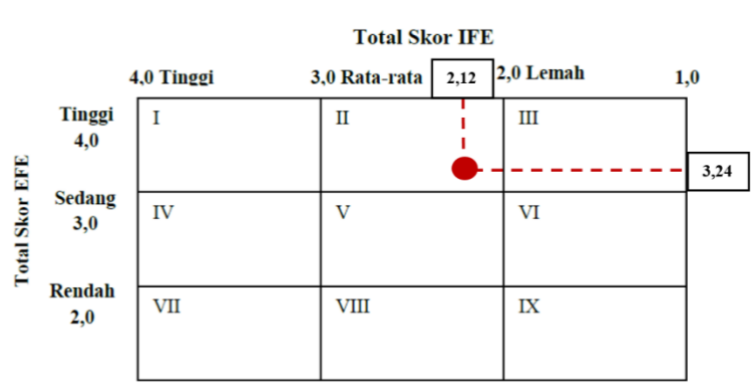 Total Skor IFE
4,0 Tinggi 3,0 Rata-rata 2,12 2,0 Lemah 1,0
Total Skor EFE
Tinggi
4,0
I II III
3,24
Sedang
3,0
IV V VI
Rendah
2,0
VII VIII IX